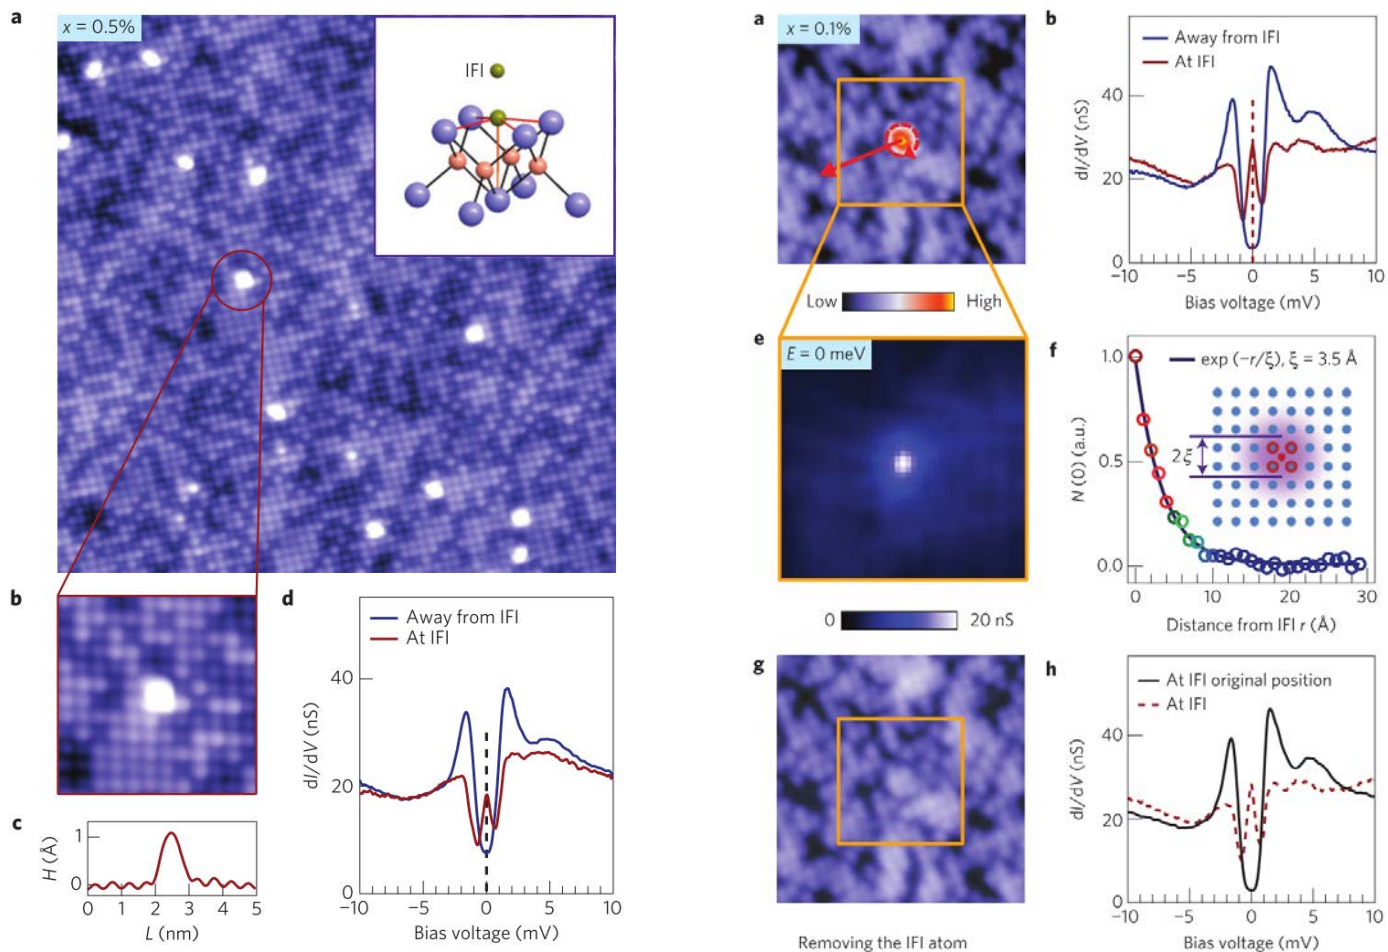 a
x = 0.5%
IFI
b
c
H (Å)
1
0
0 1 2 3 4 5
L (nm)
d
Away from IFI
At IFI
dI/dV (nS)
40
20
0
−10 −5 0 5 10
Bias voltage (mV)
a
x = 0.1%
Low High
b
Away from IFI
At IFI
dI/dV (nS)
40
20
0
−10 −5 0 5 10
Bias voltage (mV)
e
E = 0 meV
0 20 nS
f
exp (−r/ξ), ξ = 3.5 Å
2ξ
N(0) (a.u.)
1.0
0.5
0.0
0 10 20 30
Distance from IFI r (Å)
g
Removing the IFI atom
h
At IFI original position
At IFI
dI/dV (nS)
40
20
0
−10 −5 0 5 10
Bias voltage (mV)